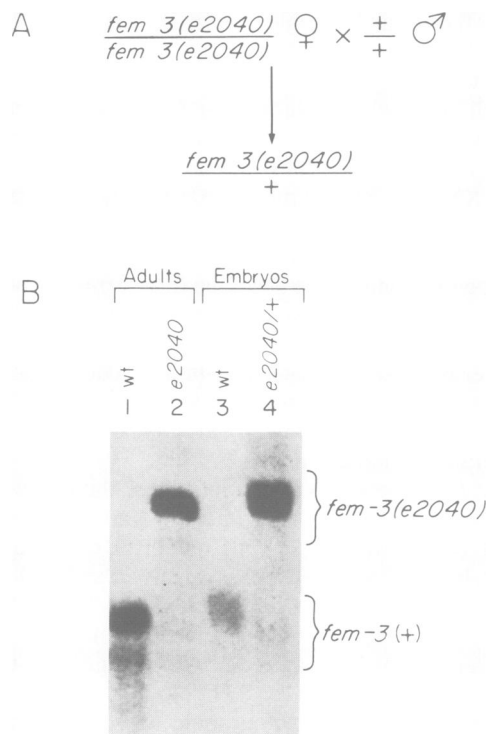 A
fem 3(e2040) ♀ × + ♂
fem 3(e2040) +
fem 3(e2040)
+
B
Adults Embryos
wt e2040 wt e2040/+
1 2 3 4
fem-3(e2040)
fem-3(+)